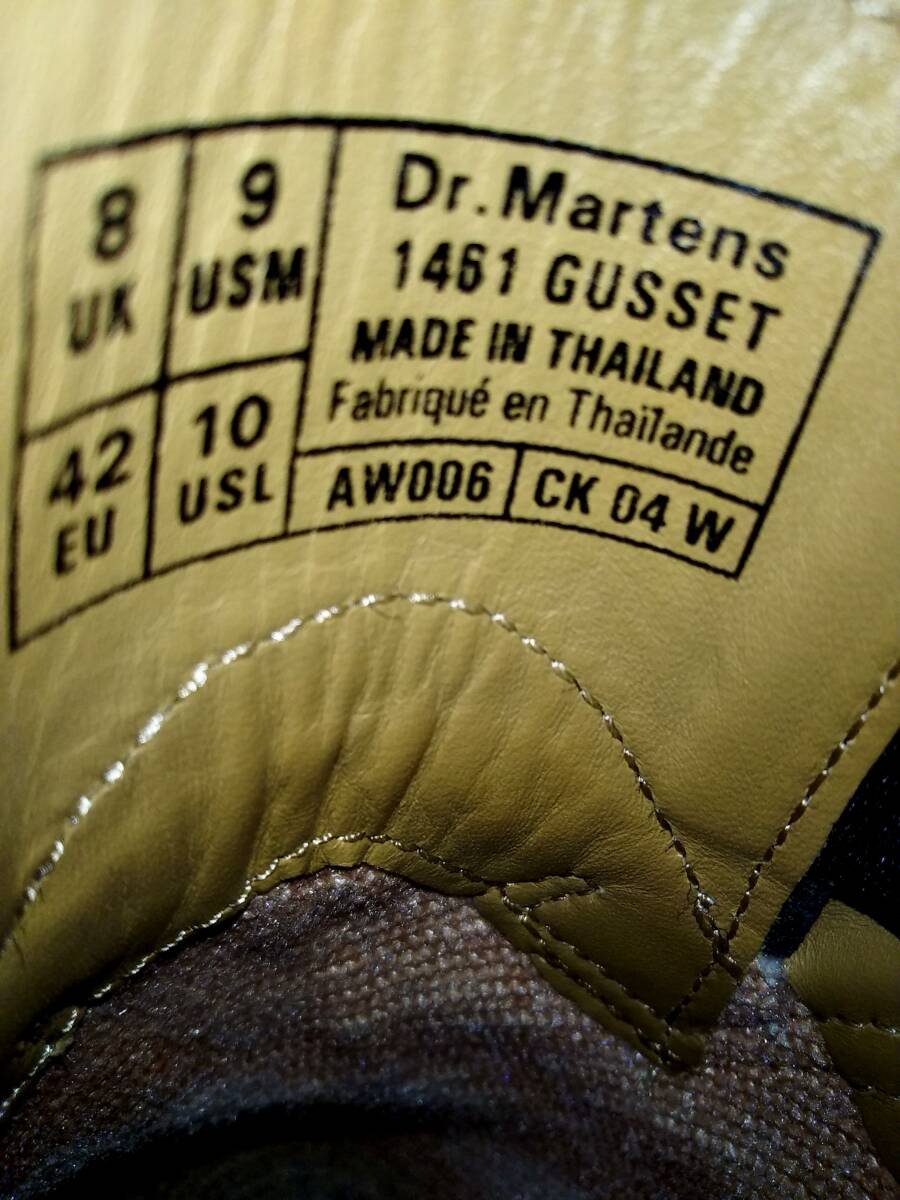 8
UK
9
USM
42
EU
10
USL
Dr. Martens
1461 GUSSET
MADE IN THAILAND
Fabriqué en Thaïlande
AW006
CK 04 W